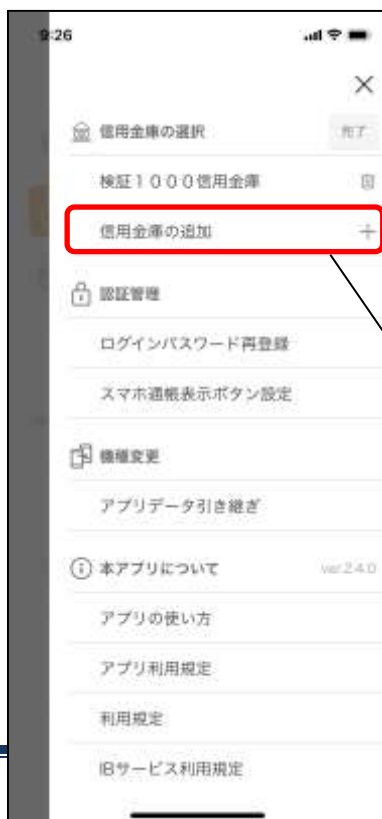 9:26
信用金庫の選択
完了
検証1000信用金庫
信用金庫の追加
認証管理
ログインパスワード再登録
スマホ通帳表示ボタン設定
機種変更
アプリデータ引き継ぎ
本アプリについて
ver.2.4.0
アプリの使い方
アプリ利用規定
利用規定
IBサービス利用規定